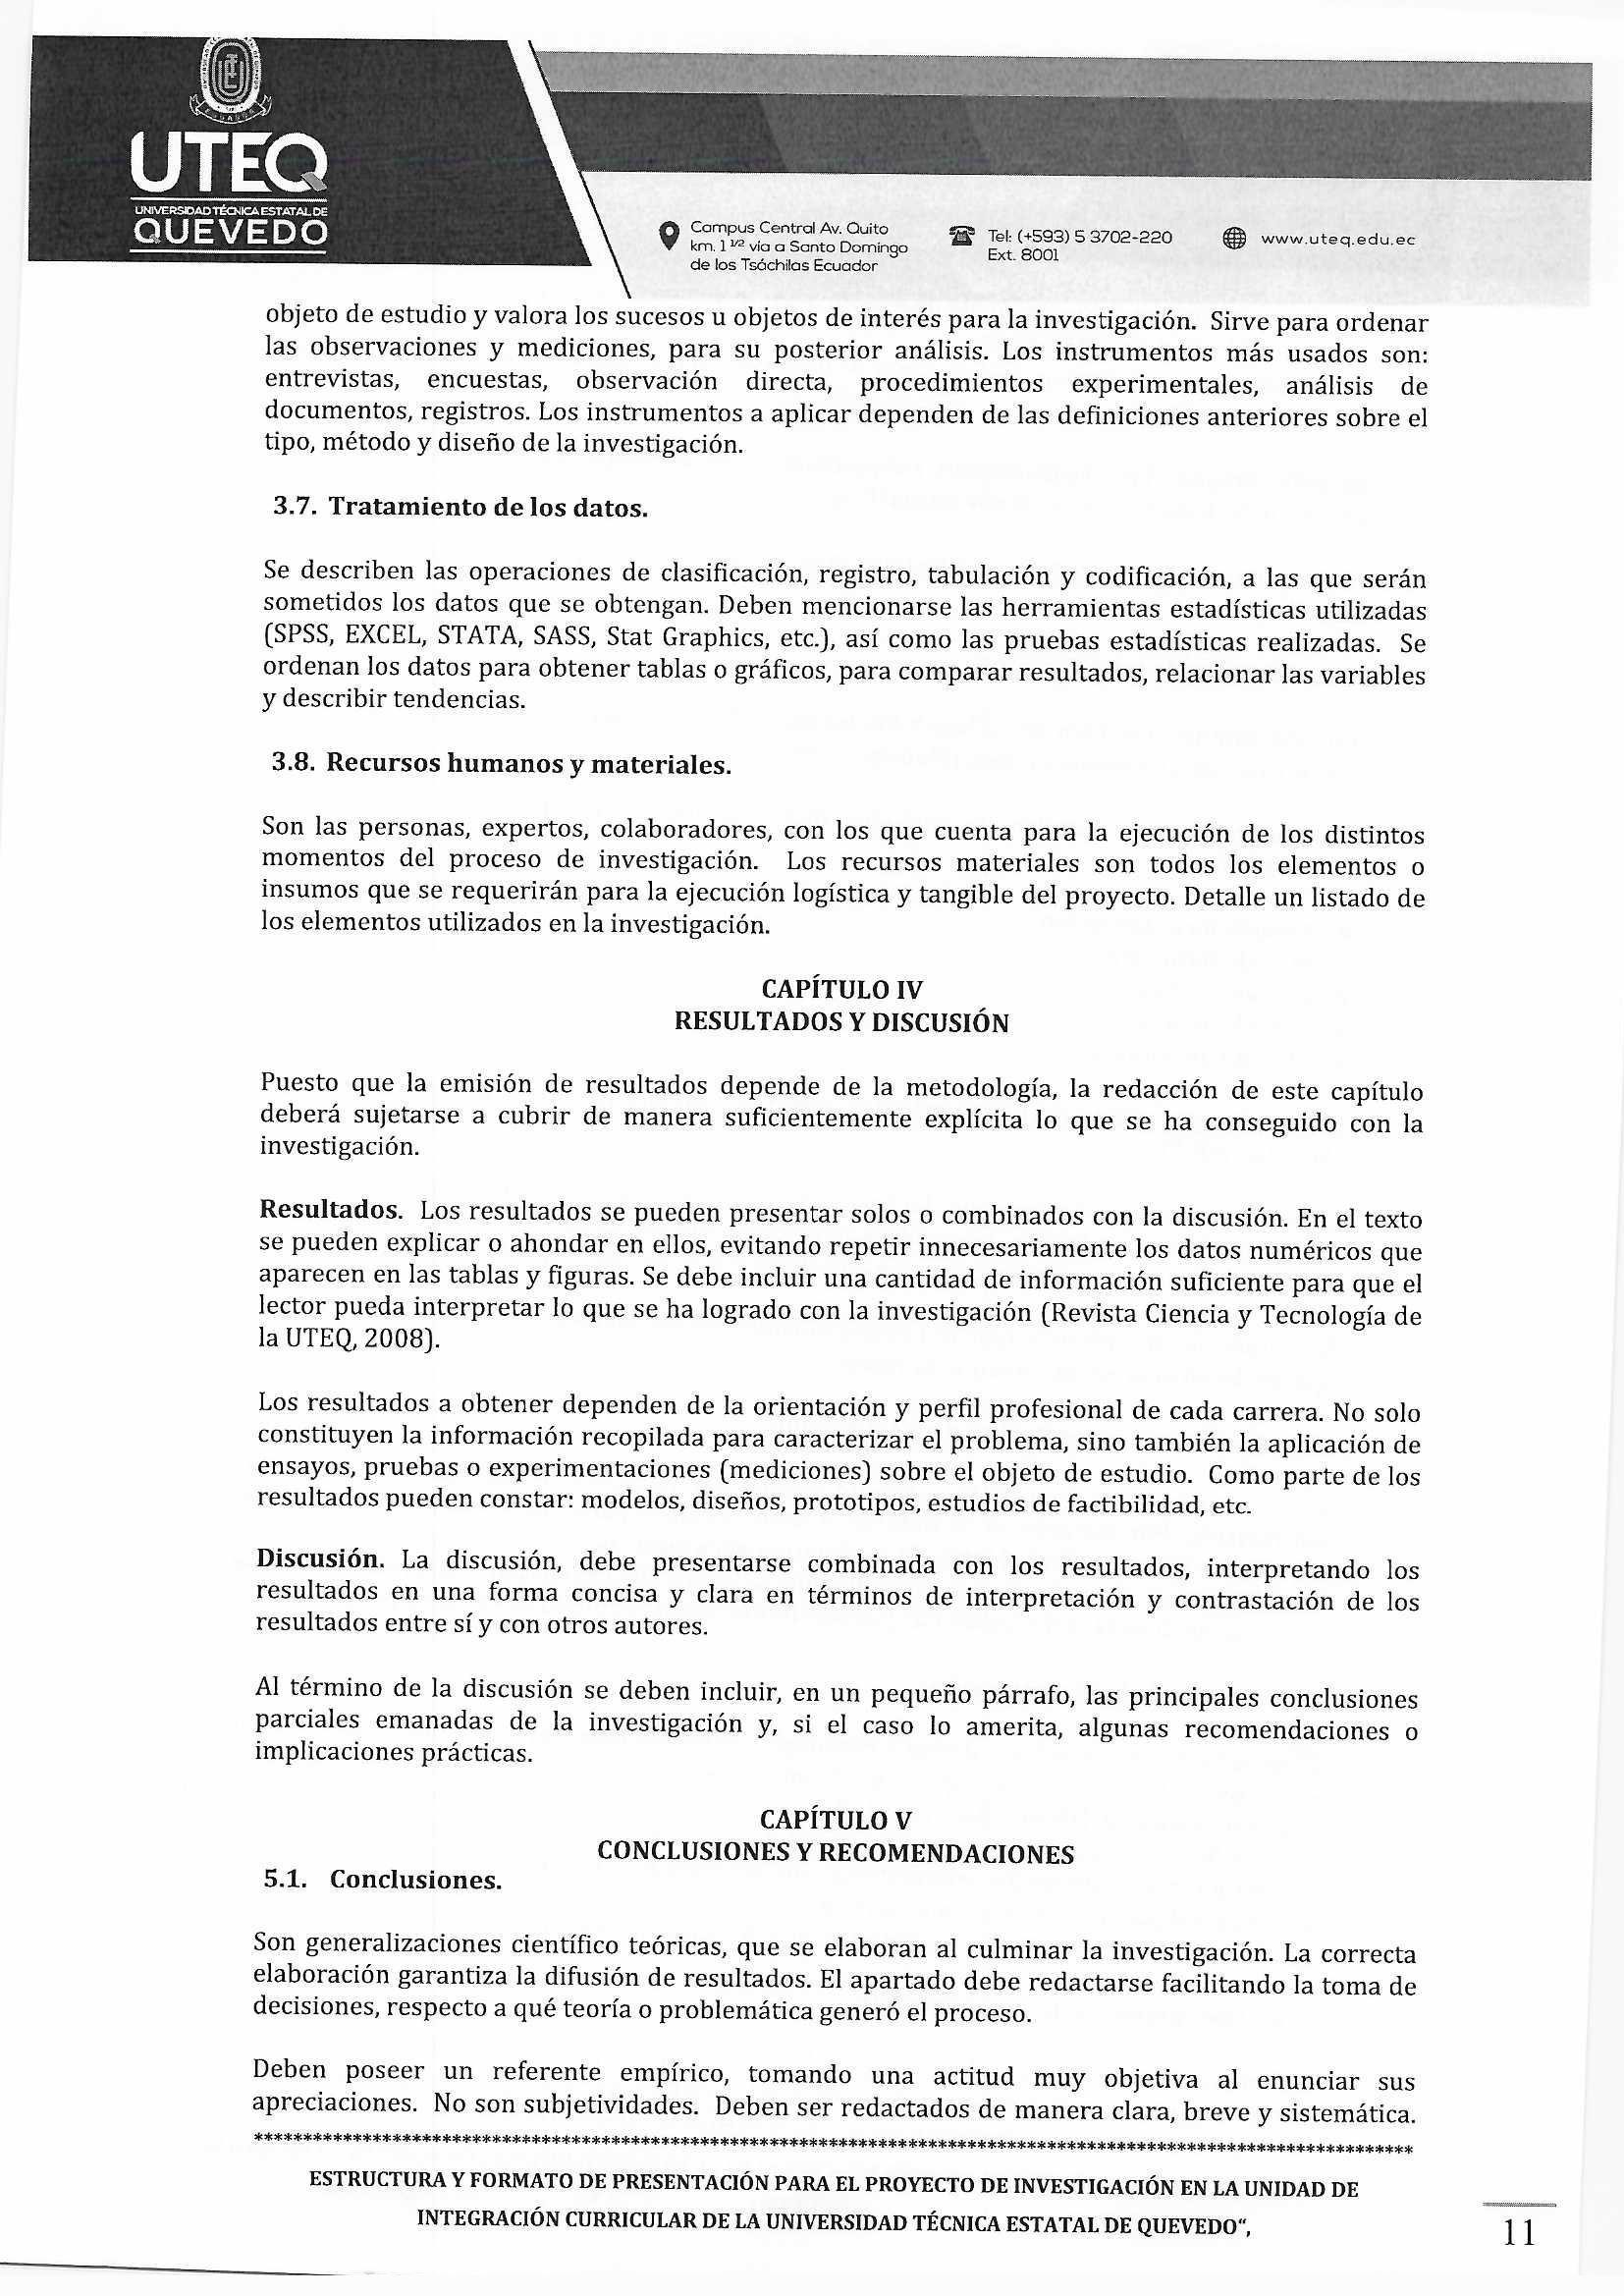 UTEQ
UNIVERSIDAD TÉCNICA ESTATAL DE
QUEVEDO
Campus Central Av. Quito
km. 1 1/2 vía a Santo Domingo
de los Tsáchilas Ecuador
Tel: (+593) 5 3702-220
Ext. 8001
www.uteq.edu.ec
objeto de estudio y valora los sucesos u objetos de interés para la investigación. Sirve para ordenar
las observaciones y mediciones, para su posterior análisis. Los instrumentos más usados son:
entrevistas, encuestas, observación directa, procedimientos experimentales, análisis de
documentos, registros. Los instrumentos a aplicar dependen de las definiciones anteriores sobre el
tipo, método y diseño de la investigación.
3.7. Tratamiento de los datos.
Se describen las operaciones de clasificación, registro, tabulación y codificación, a las que serán
sometidos los datos que se obtengan. Deben mencionarse las herramientas estadísticas utilizadas
(SPSS, EXCEL, STATA, SASS, Stat Graphics, etc.), así como las pruebas estadísticas realizadas. Se
ordenan los datos para obtener tablas o gráficos, para comparar resultados, relacionar las variables
y describir tendencias.
3.8. Recursos humanos y materiales.
Son las personas, expertos, colaboradores, con los que cuenta para la ejecución de los distintos
momentos del proceso de investigación. Los recursos materiales son todos los elementos o
insumos que se requerirán para la ejecución logística y tangible del proyecto. Detalle un listado de
los elementos utilizados en la investigación.
CAPÍTULO IV
RESULTADOS Y DISCUSIÓN
Puesto que la emisión de resultados depende de la metodología, la redacción de este capítulo
deberá sujetarse a cubrir de manera suficientemente explícita lo que se ha conseguido con la
investigación.
Resultados. Los resultados se pueden presentar solos o combinados con la discusión. En el texto
se pueden explicar o ahondar en ellos, evitando repetir innecesariamente los datos numéricos que
aparecen en las tablas y figuras. Se debe incluir una cantidad de información suficiente para que el
lector pueda interpretar lo que se ha logrado con la investigación (Revista Ciencia y Tecnología de
la UTEQ, 2008).
Los resultados a obtener dependen de la orientación y perfil profesional de cada carrera. No solo
constituyen la información recopilada para caracterizar el problema, sino también la aplicación de
ensayos, pruebas o experimentaciones (mediciones) sobre el objeto de estudio. Como parte de los
resultados pueden constar: modelos, diseños, prototipos, estudios de factibilidad, etc.
Discusión. La discusión, debe presentarse combinada con los resultados, interpretando los
resultados en una forma concisa y clara en términos de interpretación y contrastación de los
resultados entre sí y con otros autores.
Al término de la discusión se deben incluir, en un pequeño párrafo, las principales conclusiones
parciales emanadas de la investigación y, si el caso lo amerita, algunas recomendaciones o
implicaciones prácticas.
CAPÍTULO V
CONCLUSIONES Y RECOMENDACIONES
5.1. Conclusiones.
Son generalizaciones científico teóricas, que se elaboran al culminar la investigación. La correcta
elaboración garantiza la difusión de resultados. El apartado debe redactarse facilitando la toma de
decisiones, respecto a qué teoría o problemática generó el proceso.
Deben poseer un referente empírico, tomando una actitud muy objetiva al enunciar sus
apreciaciones. No son subjetividades. Deben ser redactados de manera clara, breve y sistemática.
**********************************************************************************************************************
ESTRUCTURA Y FORMATO DE PRESENTACIÓN PARA EL PROYECTO DE INVESTIGACIÓN EN LA UNIDAD DE
INTEGRACIÓN CURRICULAR DE LA UNIVERSIDAD TÉCNICA ESTATAL DE QUEVEDO“,
11